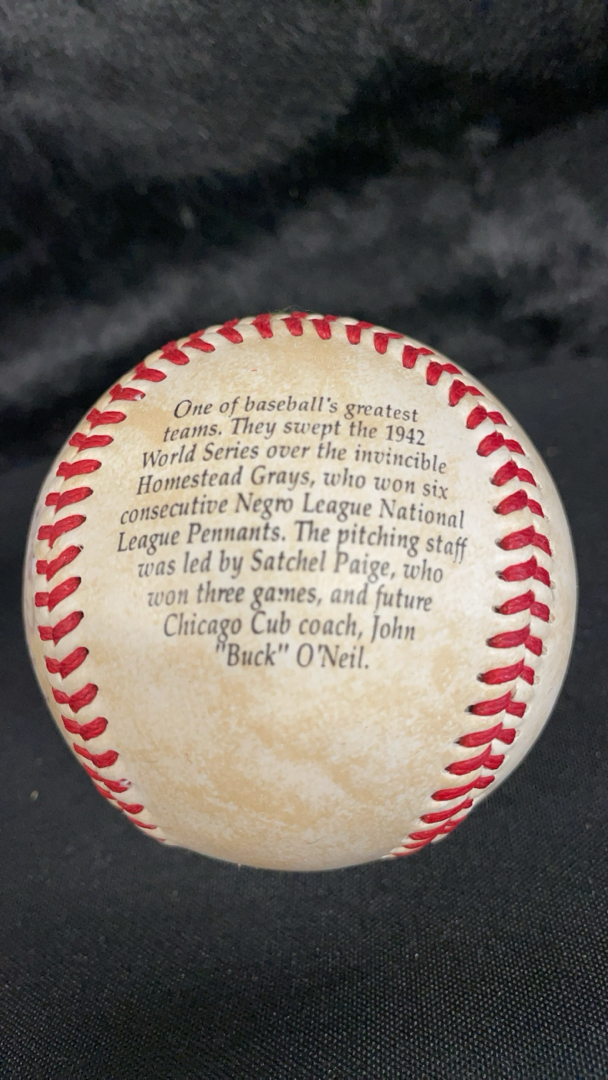 One of baseball's greatest
teams. They swept the 1942
World Series over the invincible
Homestead Grays, who won six
consecutive Negro League National
League Pennants. The pitching staff
was led by Satchel Paige, who
won three games, and future
Chicago Cub coach, John
"Buck" O'Neil.